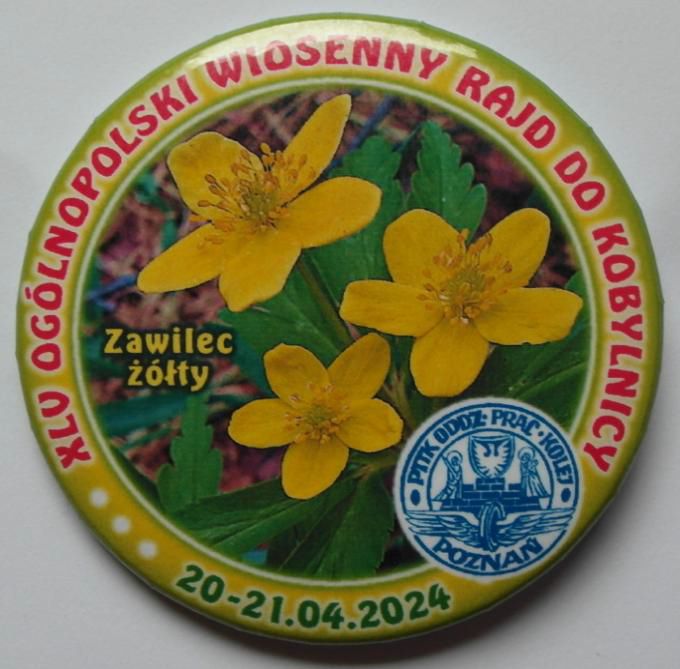 XLV OGÓLNOPOLSKI WIOSENNY RAJD DO KOBYLNICY
Zawilec
żółty
PTTK ODDZ. PRAC. KOLEJ
POZNAŃ
20-21.04.2024